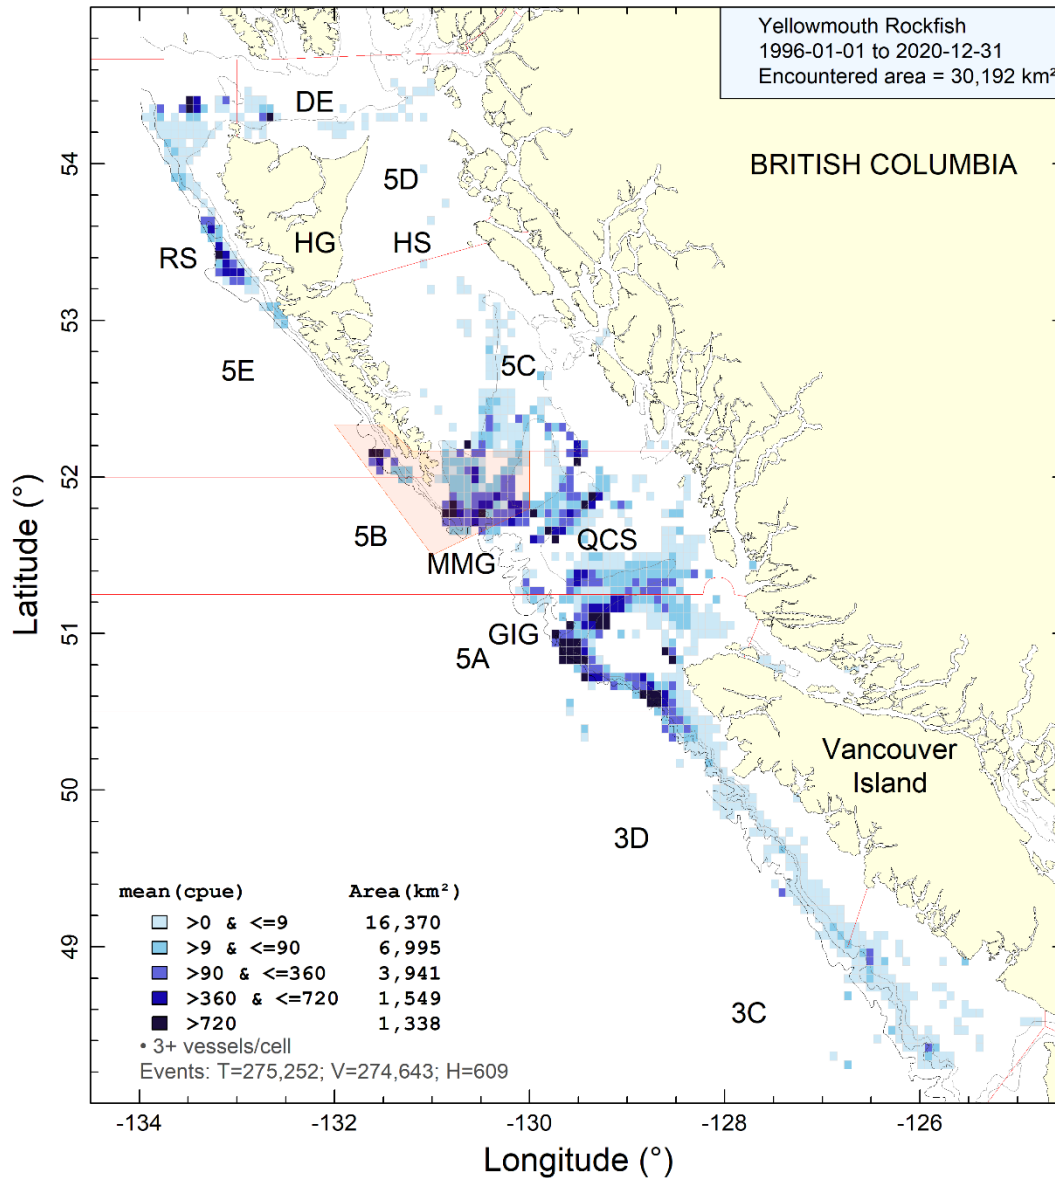 Yellowmouth Rockfish
1996-01-01 to 2020-12-31
Encountered area = 30,192 km²
BRITISH COLUMBIA
DE
5D
HG
HS
RS
5E
5C
5B
MMG
QCS
GIG
5A
Vancouver
Island
3D
3C
mean(cpue) Area(km²)
>0 & <=9 16,370
>9 & <=90 6,995
>90 & <=360 3,941
>360 & <=720 1,549
>720 1,338
• 3+ vessels/cell
Events: T=275,252; V=274,643; H=609
54
53
52
51
50
49
Latitude (°)
-134 -132 -130 -128 -126
Longitude (°)